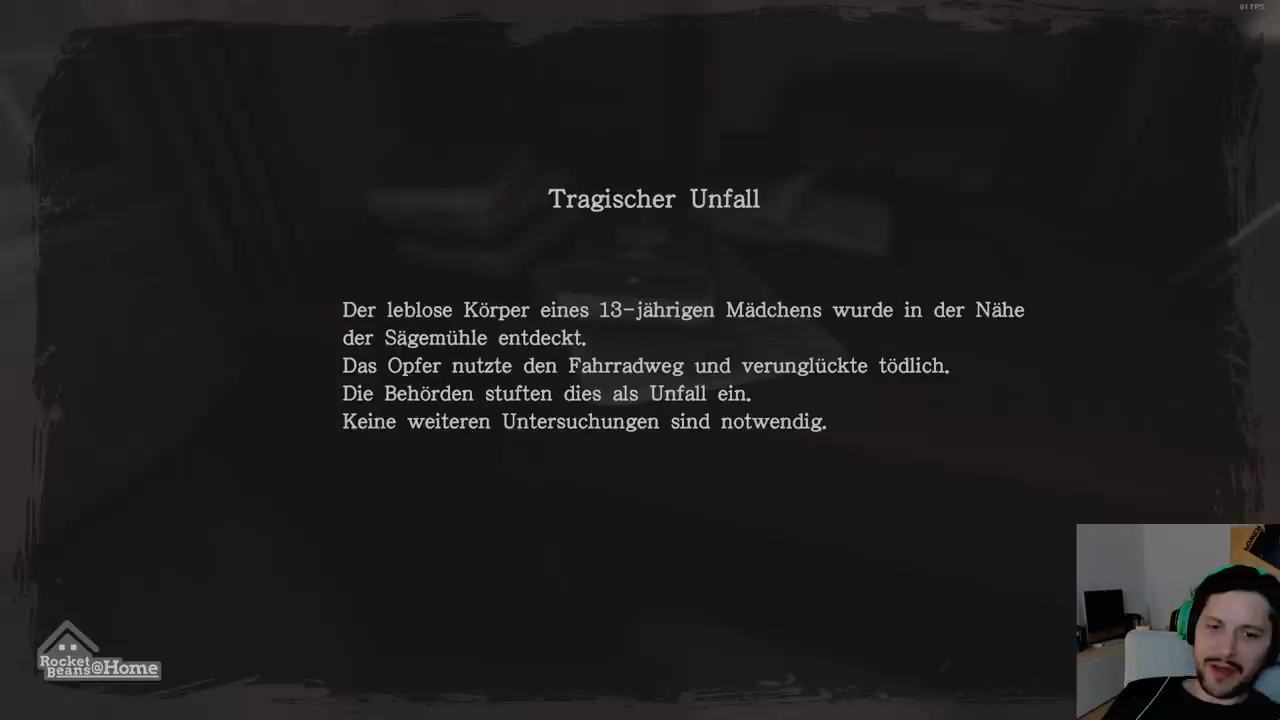 61 FPS
Tragischer Unfall
Der leblose Körper eines 13-jährigen Mädchens wurde in der Nähe
der Sägemühle entdeckt.
Das Opfer nutzte den Fahrradweg und verunglückte tödlich.
Die Behörden stuften dies als Unfall ein.
Keine weiteren Untersuchungen sind notwendig.
Rocket
Beans@Home